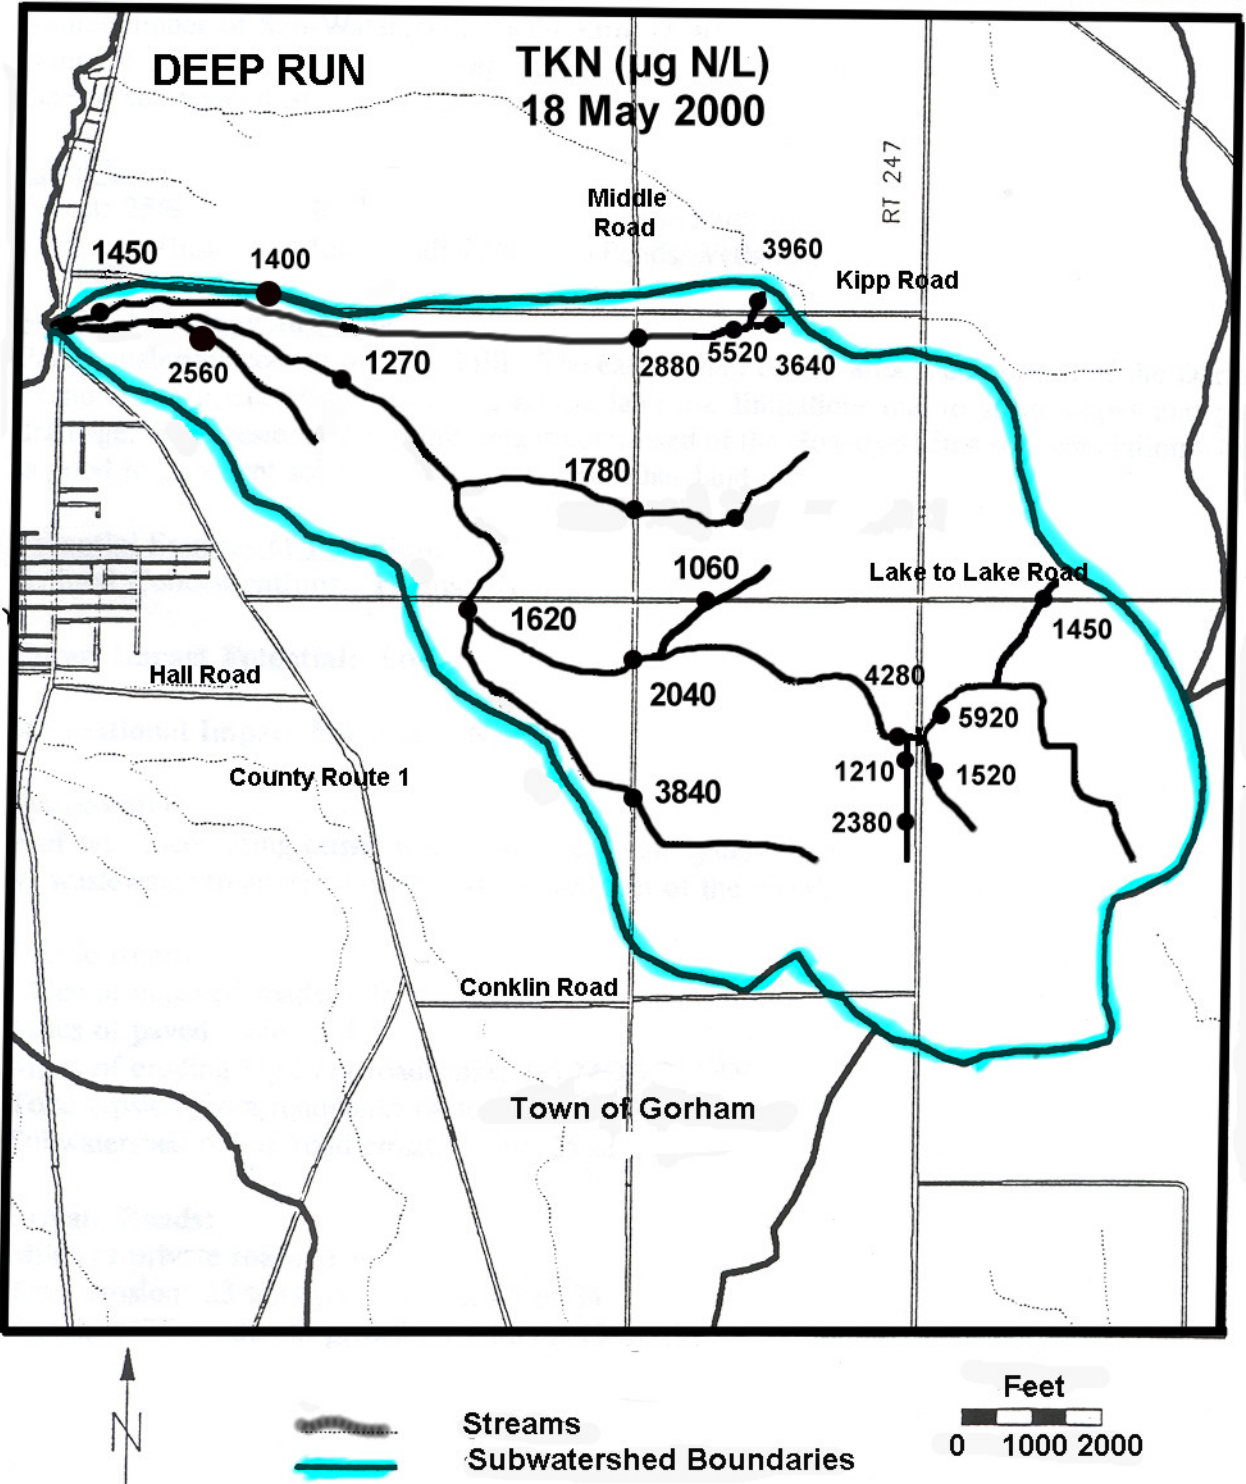 DEEP RUN
TKN (µg N/L)
18 May 2000
RT 247
Middle
Road
1450
1400
3960
Kipp Road
2560
1270
2880
5520
3640
1780
1060
Lake to Lake Road
1620
1450
Hall Road
2040
4280
5920
County Route 1
1210
1520
3840
2380
Conklin Road
Town of Gorham
N
Streams
Subwatershed Boundaries
Feet
0 1000 2000